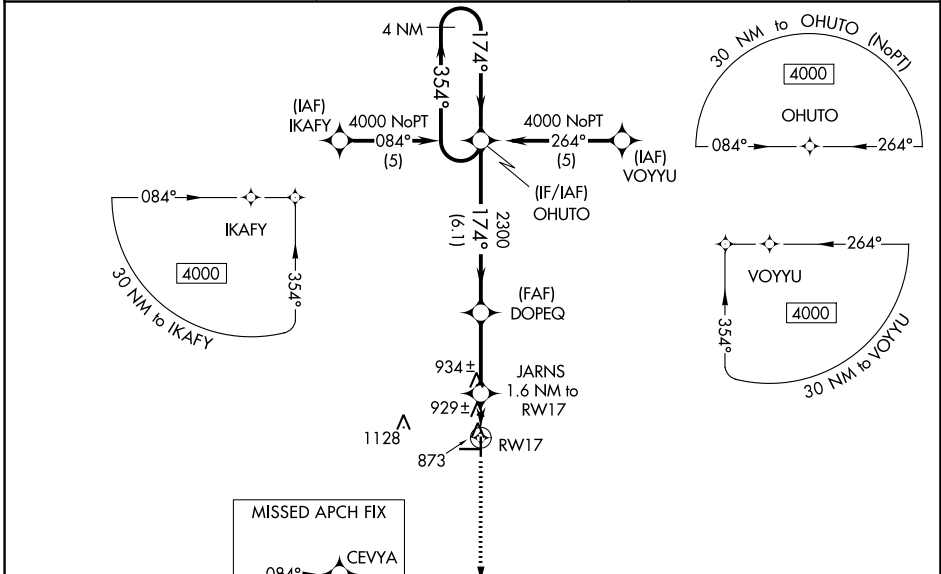 4 NM
174°
354°
30 NM to OHUTO (NoPT)
4000
OHUTO
084°
264°
(IAF)
IKAFY
4000 NoPT
084°
(5)
4000 NoPT
264°
(5)
(IAF)
VOYYU
(IF/IAF)
OHUTO
084°
IKAFY
4000
354°
30 NM to IKAFY
2300
174°
(6.1)
264°
VOYYU
4000
354°
30 NM to VOYYU
(FAF)
DOPEQ
934±
JARNS
1.6 NM to
RW17
929±
1128
873
RW17
MISSED APCH FIX
CEVYA
084°